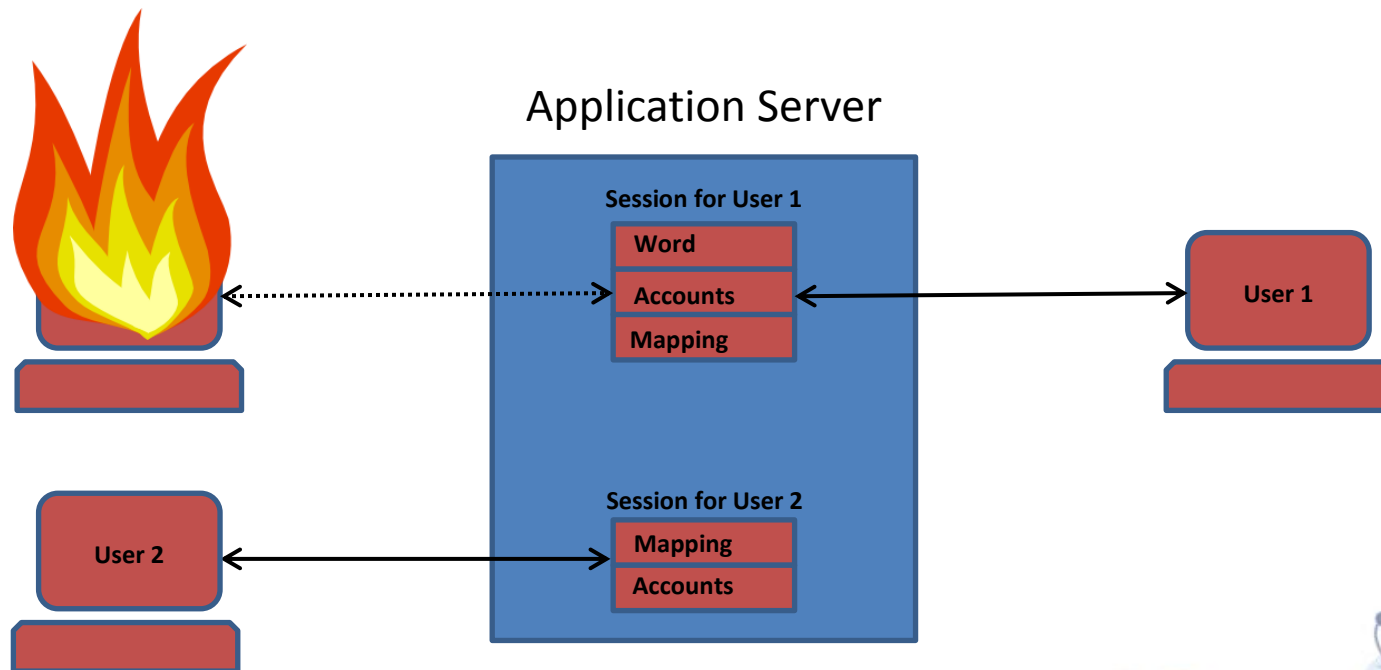 Application Server
Session for User 1
Word
Accounts
Mapping
User 1
Session for User 2
Mapping
Accounts
User 2